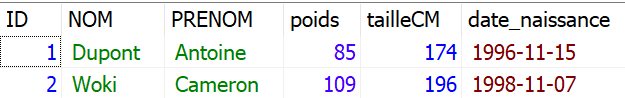 ID NOM PRENOM poids tailleCM date_naissance
1 Dupont Antoine 85 174 1996-11-15
2 Woki Cameron 109 196 1998-11-07